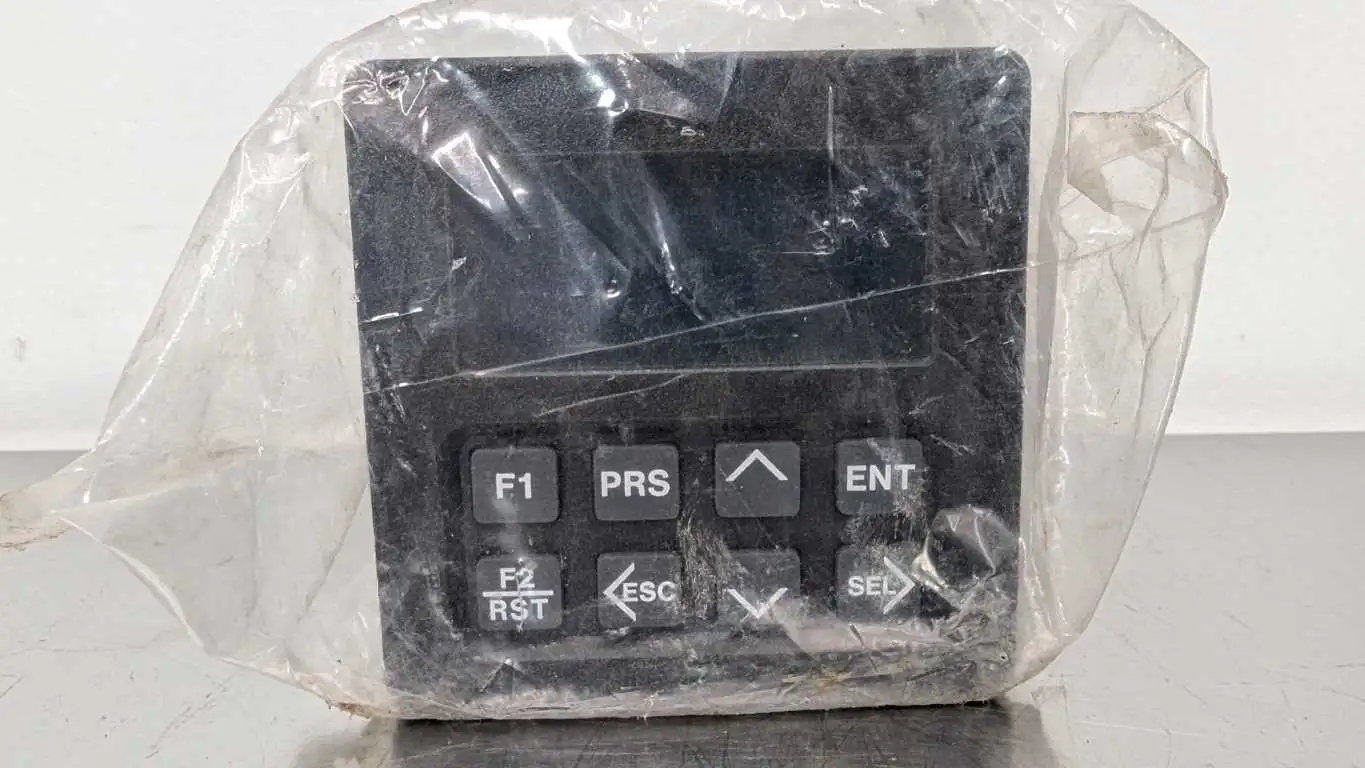 F1 PRS ENT
F2 <ESC SEL>
RST